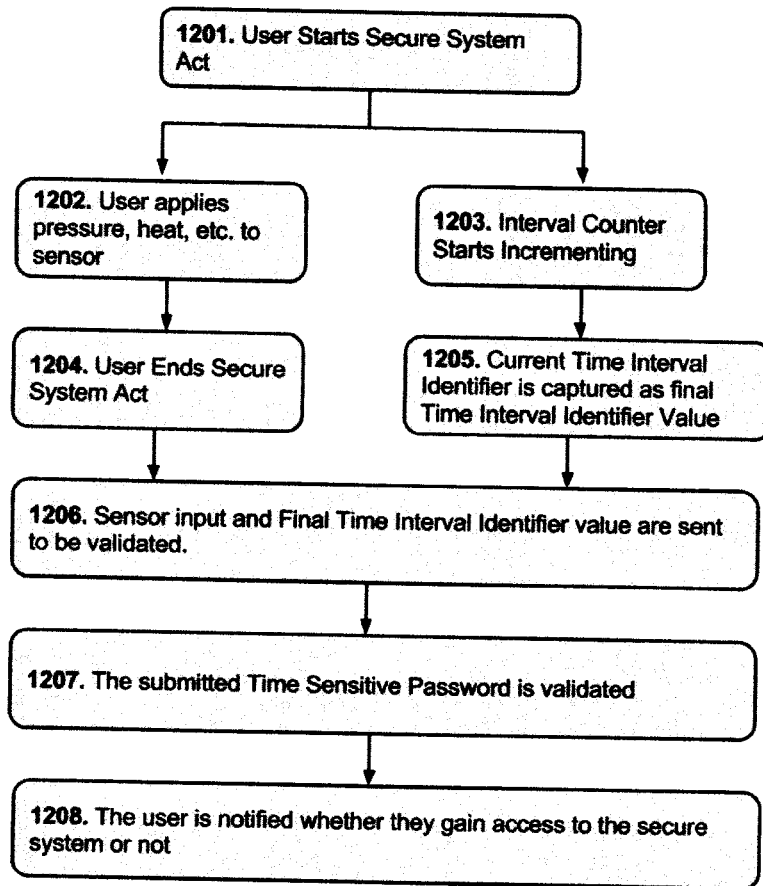 1201. User Starts Secure System
Act
1202. User applies
pressure, heat, etc. to
sensor
1203. Interval Counter
Starts Incrementing
1204. User Ends Secure
System Act
1205. Current Time Interval
Identifier is captured as final
Time Interval Identifier Value
1206. Sensor input and Final Time Interval Identifier value are sent
to be validated.
1207. The submitted Time Sensitive Password is validated
1208. The user is notified whether they gain access to the secure
system or not